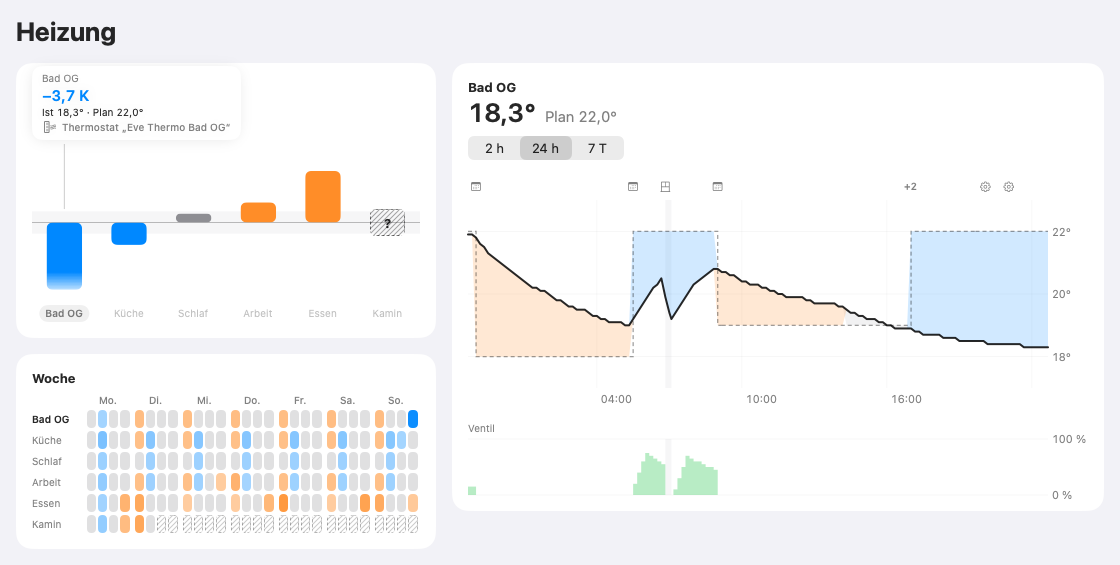 Heizung
Bad OG
−3,7 K
Ist 18,3° · Plan 22,0°
Thermostat „Eve Thermo Bad OG“
?
Bad OG Küche Schlaf Arbeit Essen Kamin
Woche
Mo. Di. Mi. Do. Fr. Sa. So.
Bad OG
Küche
Schlaf
Arbeit
Essen
Kamin
Bad OG
18,3° Plan 22,0°
2 h 24 h 7 T
+2
22°
20°
18°
04:00 10:00 16:00
Ventil
100 %
0 %